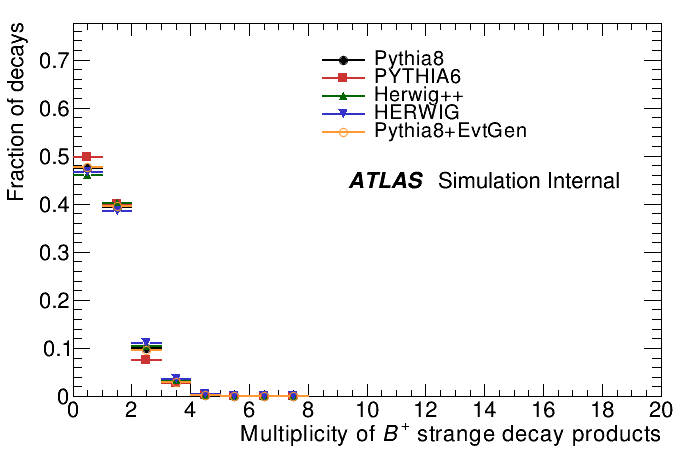 Fraction of decays
0.7
0.6
0.5
0.4
0.3
0.2
0.1
0
Pythia8
PYTHIA6
Herwig++
HERWIG
Pythia8+EvtGen
ATLAS Simulation Internal
0 2 4 6 8 10 12 14 16 18 20
Multiplicity of B⁺ strange decay products